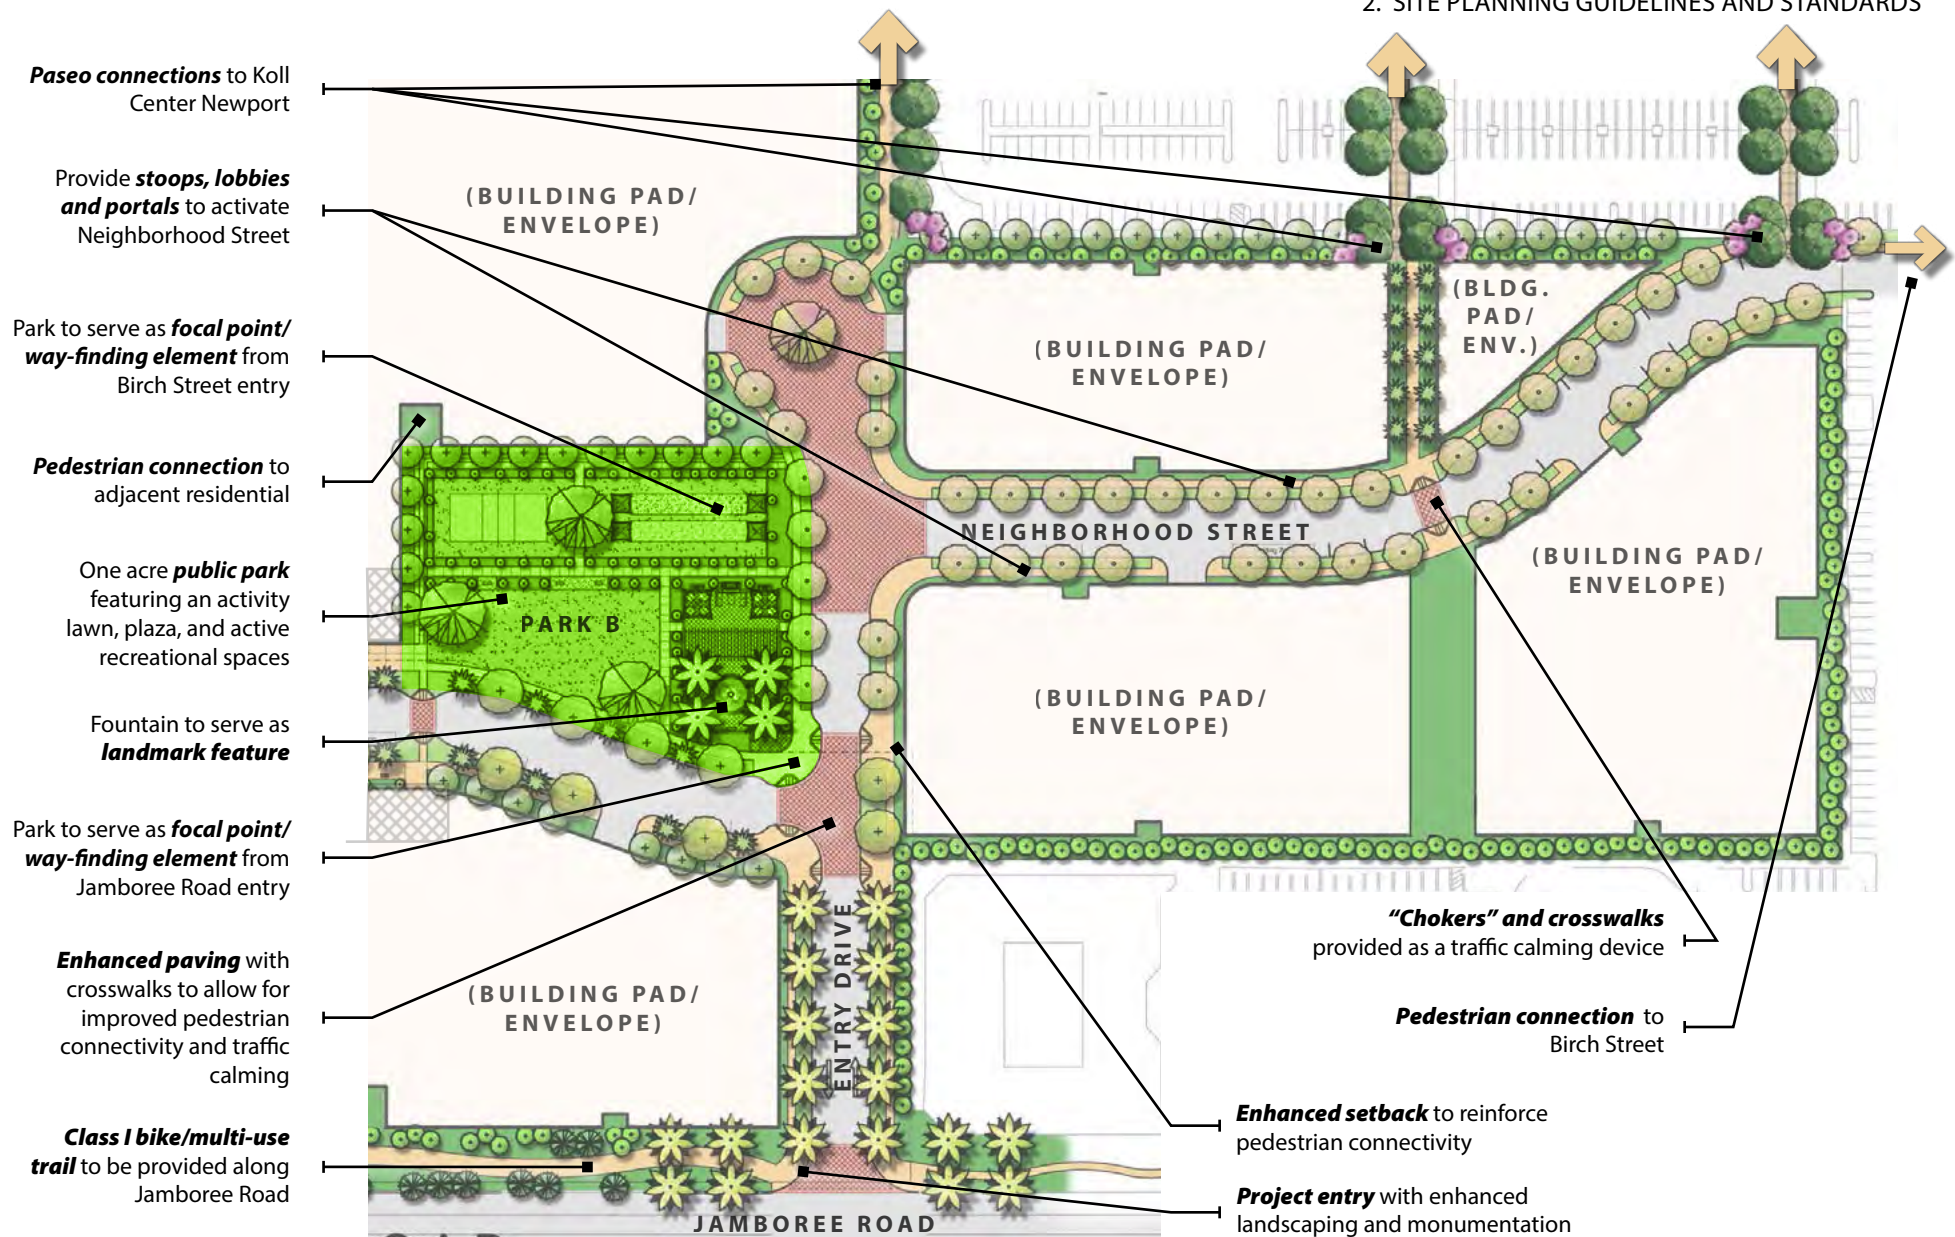 2. SITE PLANNING GUIDELINES AND STANDARDS
Paseo connections to Koll
Center Newport
Provide stoops, lobbies
and portals to activate
Neighborhood Street
Park to serve as focal point/
way-finding element from
Birch Street entry
Pedestrian connection to
adjacent residential
One acre public park
featuring an activity
lawn, plaza, and active
recreational spaces
Fountain to serve as
landmark feature
Park to serve as focal point/
way-finding element from
Jamboree Road entry
Enhanced paving with
crosswalks to allow for
improved pedestrian
connectivity and traffic
calming
Class I bike/multi-use
trail to be provided along
Jamboree Road
(BUILDING PAD/
ENVELOPE)
(BUILDING PAD/
ENVELOPE)
(BLDG.
PAD/
ENV.)
NEIGHBORHOOD STREET
(BUILDING PAD/
ENVELOPE)
PARK B
(BUILDING PAD/
ENVELOPE)
(BUILDING PAD/
ENVELOPE)
ENTRY DRIVE
JAMBOREE ROAD
"Chokers" and crosswalks
provided as a traffic calming device
Pedestrian connection to
Birch Street
Enhanced setback to reinforce
pedestrian connectivity
Project entry with enhanced
landscaping and monumentation